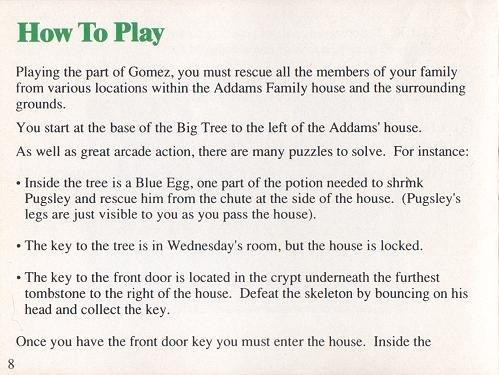 How To Play
Playing the part of Gomez, you must rescue all the members of your family
from various locations within the Addams Family house and the surrounding
grounds.
You start at the base of the Big Tree to the left of the Addams' house.
As well as great arcade action, there are many puzzles to solve.  For instance:
• Inside the tree is a Blue Egg, one part of the potion needed to shrink
Pugsley and rescue him from the chute at the side of the house.  (Pugsley's
legs are just visible to you as you pass the house).
• The key to the tree is in Wednesday's room, but the house is locked.
• The key to the front door is located in the crypt underneath the furthest
tombstone to the right of the house.  Defeat the skeleton by bouncing on his
head and collect the key.
Once you have the front door key you must enter the house.  Inside the
8